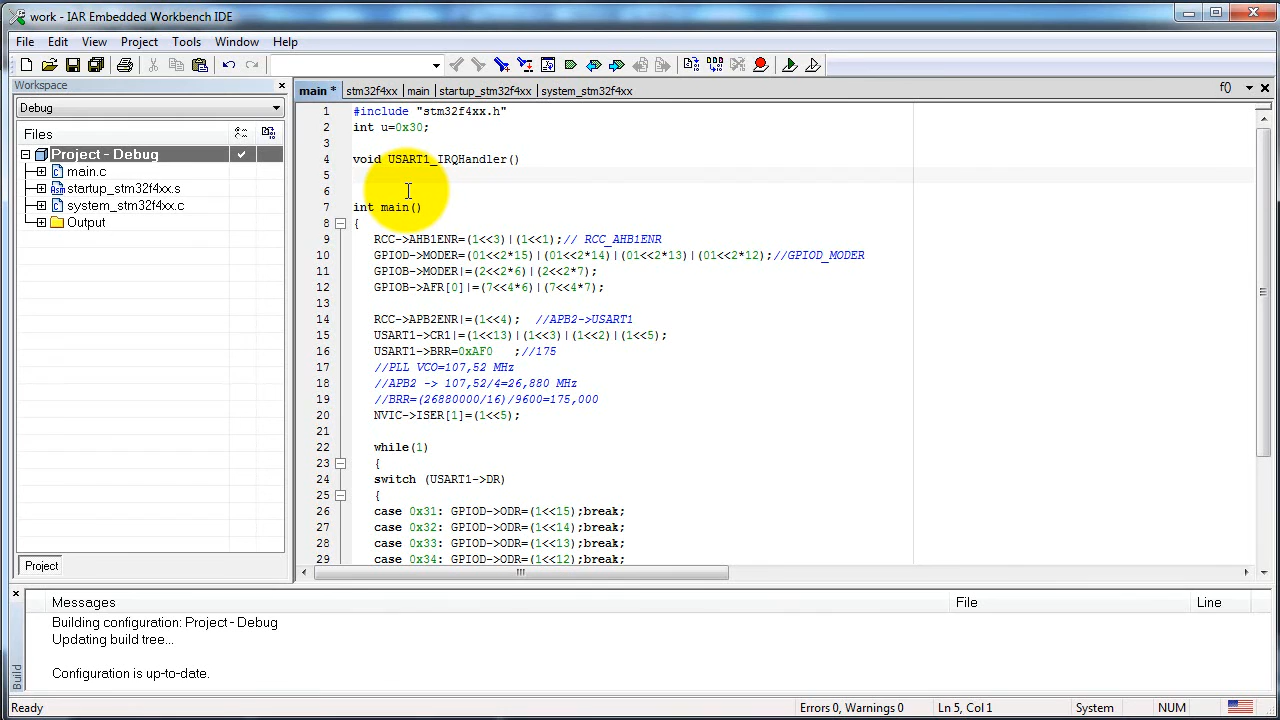 work - IAR Embedded Workbench IDE
File Edit View Project Tools Window Help
Workspace
Debug
Files
Project - Debug
main.c
startup_stm32f4xx.s
system_stm32f4xx.c
Output
Project
main * stm32f4xx main startup_stm32f4xx system_stm32f4xx f()
1 #include "stm32f4xx.h"
2 int u=0x30;
3
4 void USART1_IRQHandler()
5
6
7 int main()
8 {
9 RCC->AHB1ENR=(1<<3)|(1<<1);// RCC_AHB1ENR
10 GPIOD->MODER=(01<<2*15)|(01<<2*14)|(01<<2*13)|(01<<2*12);//GPIOD_MODER
11 GPIOB->MODER|=(2<<2*6)|(2<<2*7);
12 GPIOB->AFR[0]|=(7<<4*6)|(7<<4*7);
13
14 RCC->APB2ENR|=(1<<4); //APB2->USART1
15 USART1->CR1|=(1<<13)|(1<<3)|(1<<2)|(1<<5);
16 USART1->BRR=0xAF0 ;//175
17 //PLL VCO=107,52 MHz
18 //APB2 -> 107,52/4=26,880 MHz
19 //BRR=(26880000/16)/9600=175,000
20 NVIC->ISER[1]=(1<<5);
21
22 while(1)
23 {
24 switch (USART1->DR)
25 {
26 case 0x31: GPIOD->ODR=(1<<15);break;
27 case 0x32: GPIOD->ODR=(1<<14);break;
28 case 0x33: GPIOD->ODR=(1<<13);break;
29 case 0x34: GPIOD->ODR=(1<<12);break;
Messages File Line
Building configuration: Project - Debug
Updating build tree...
Configuration is up-to-date.
Build
Ready Errors 0, Warnings 0 Ln 5, Col 1 System NUM